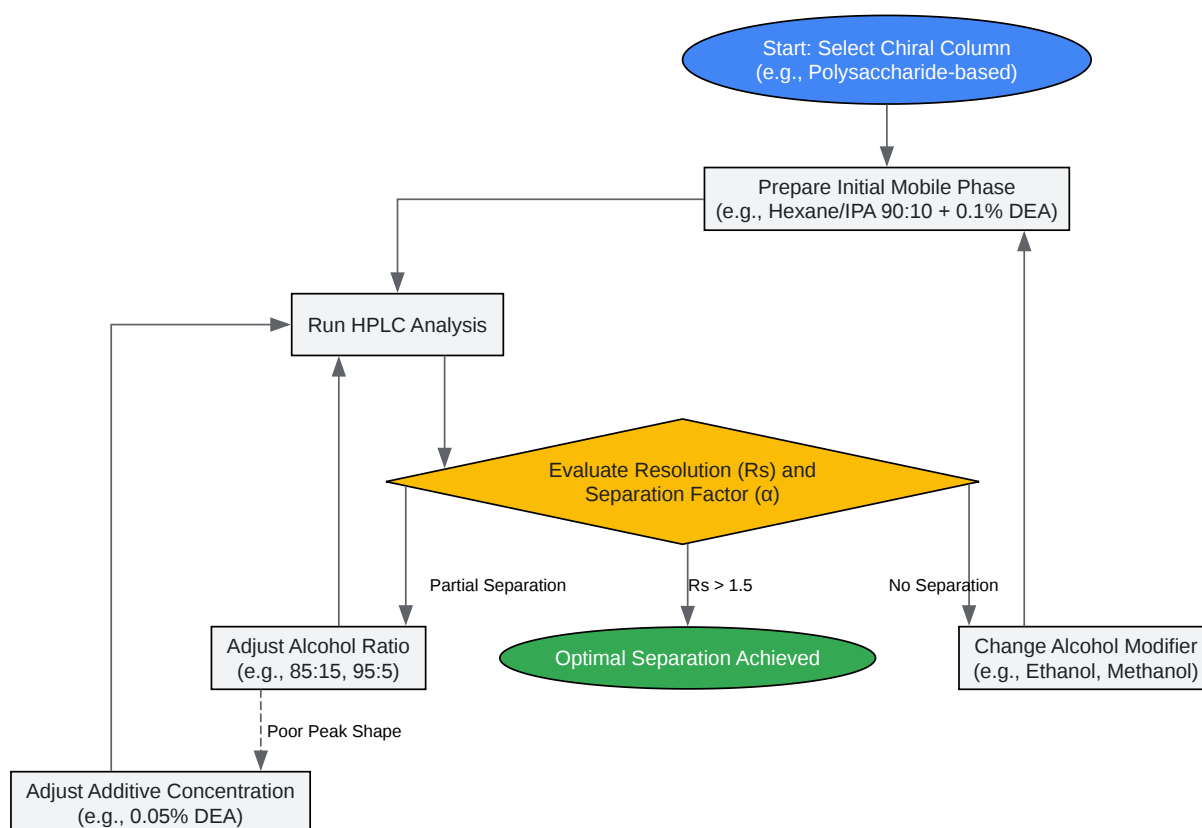 Start: Select Chiral Column
(e.g., Polysaccharide-based)
Prepare Initial Mobile Phase
(e.g., Hexane/IPA 90:10 + 0.1% DEA)
Run HPLC Analysis
Evaluate Resolution (Rs) and
Separation Factor (α)
Partial Separation
Rs > 1.5
No Separation
Adjust Alcohol Ratio
(e.g., 85:15, 95:5)
Optimal Separation Achieved
Change Alcohol Modifier
(e.g., Ethanol, Methanol)
Poor Peak Shape
Adjust Additive Concentration
(e.g., 0.05% DEA)